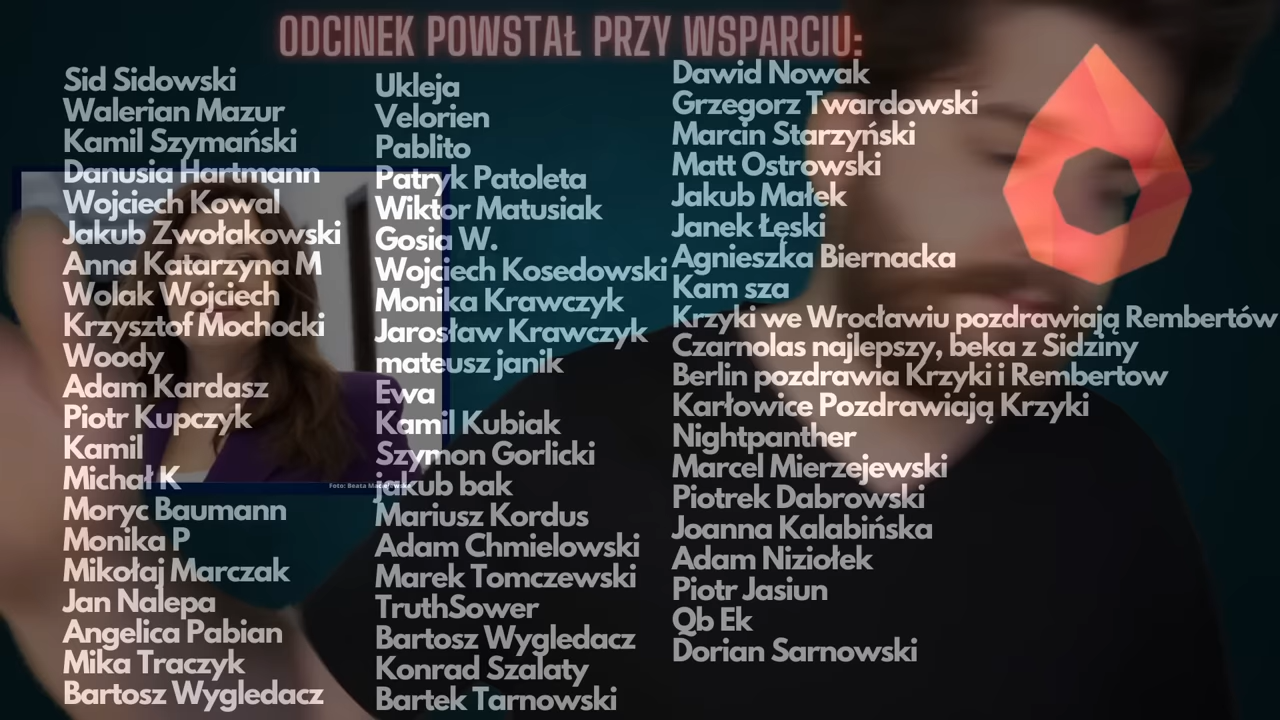 ODCINEK POWSTAŁ PRZY WSPARCIU:
Sid Sidowski
Walerian Mazur
Kamil Szymański
Danusia Hartmann
Wojciech Kowal
Jakub Zwołakowski
Anna Katarzyna M
Wolak Wojciech
Krzysztof Mochocki
Woody
Adam Kardasz
Piotr Kupczyk
Kamil
Michał K
Moryc Baumann
Monika P
Mikołaj Marczak
Jan Nalepa
Angelica Pabian
Mika Traczyk
Bartosz Wygledacz
Ukleja
Velorien
Pablito
Patryk Patoleta
Wiktor Matusiak
Gosia W.
Wojciech Kosedowski
Monika Krawczyk
Jarosław Krawczyk
mateusz janik
Ewa
Kamil Kubiak
Szymon Gorlicki
jakub bak
Mariusz Kordus
Adam Chmielowski
Marek Tomczewski
TruthSower
Bartosz Wygledacz
Konrad Szalaty
Bartek Tarnowski
Dawid Nowak
Grzegorz Twardowski
Marcin Starzyński
Matt Ostrowski
Jakub Małek
Janek Łęski
Agnieszka Biernacka
Kam sza
Krzyki we Wrocławiu pozdrawiają Rembertów
Czarnolas najlepszy, beka z Sidziny
Berlin pozdrawia Krzyki i Rembertow
Karłowice Pozdrawiają Krzyki
Nightpanther
Marcel Mierzejewski
Piotrek Dabrowski
Joanna Kalabińska
Adam Niziołek
Piotr Jasiun
Qb Ek
Dorian Sarnowski
Foto: Beata